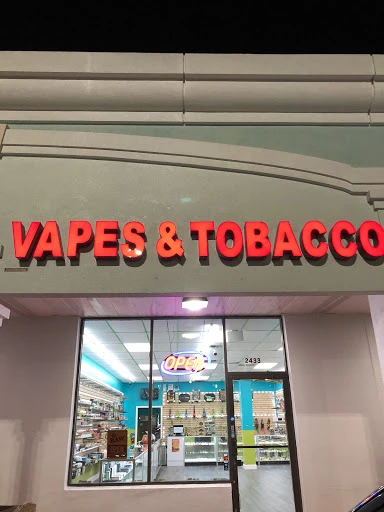 VAPES & TOBACCO
OPEN
2433